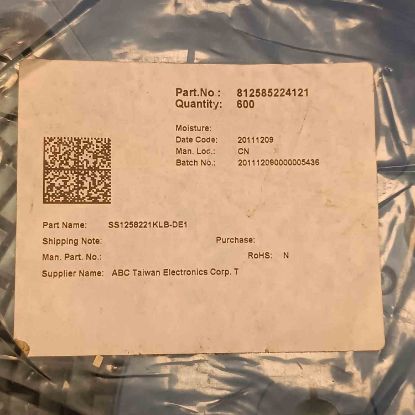 Part.No : 812585224121
Quantity: 600
Moisture:
Date Code: 20111209
Man. Loc.: CN
Batch No.: 201112090000005436
Part Name: SS1258221KLB-DE1
Shipping Note: Purchase:
Man. Part No.: RoHS: N
Supplier Name: ABC Taiwan Electronics Corp. T